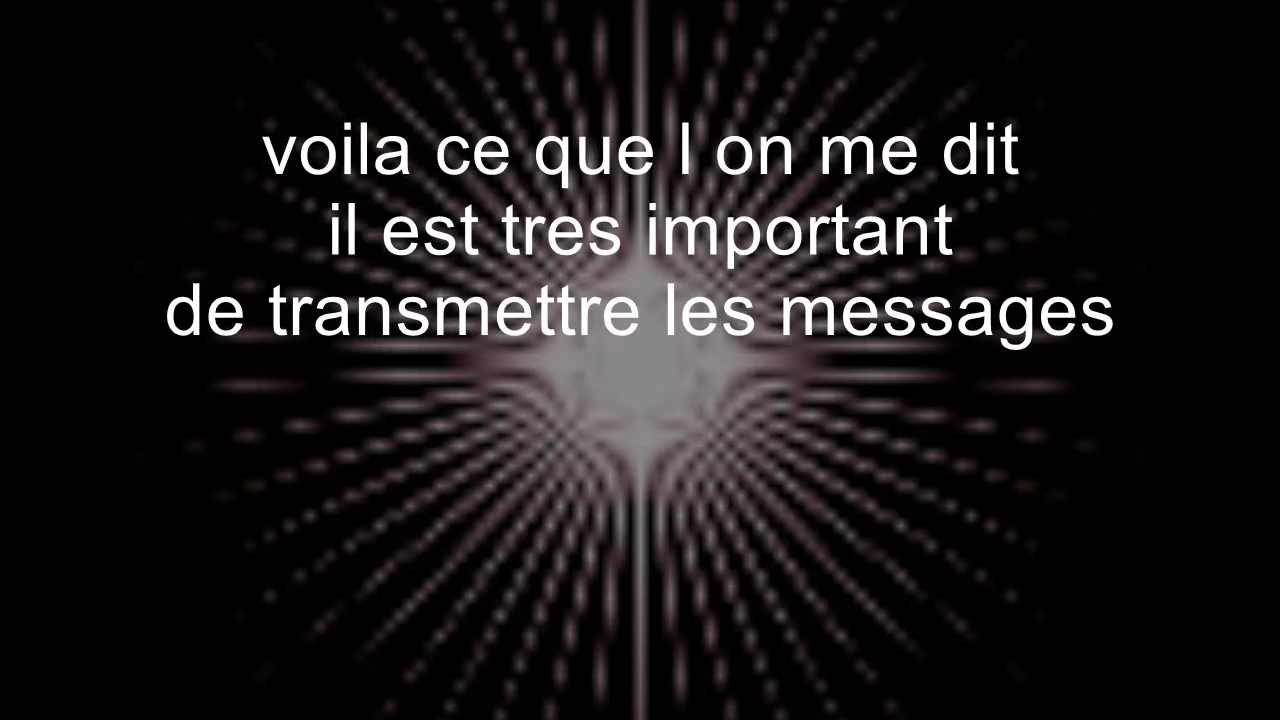 voila ce que l on me dit
il est tres important
de transmettre les messages